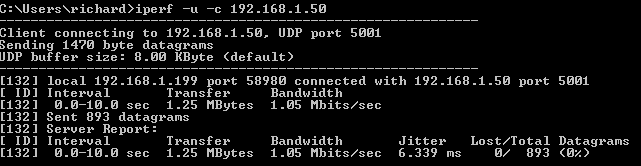 C:\Users\richard>iperf -u -c 192.168.1.50
------------------------------------------------------------
Client connecting to 192.168.1.50, UDP port 5001
Sending 1470 byte datagrams
UDP buffer size: 8.00 KByte (default)
------------------------------------------------------------
[132] local 192.168.1.199 port 58980 connected with 192.168.1.50 port 5001
[ ID] Interval       Transfer     Bandwidth
[132]  0.0-10.0 sec  1.25 MBytes  1.05 Mbits/sec
[132] Sent 893 datagrams
[132] Server Report:
[ ID] Interval       Transfer     Bandwidth       Jitter   Lost/Total Datagrams
[132]  0.0-10.0 sec  1.25 MBytes  1.05 Mbits/sec  6.339 ms    0/  893 (0%)